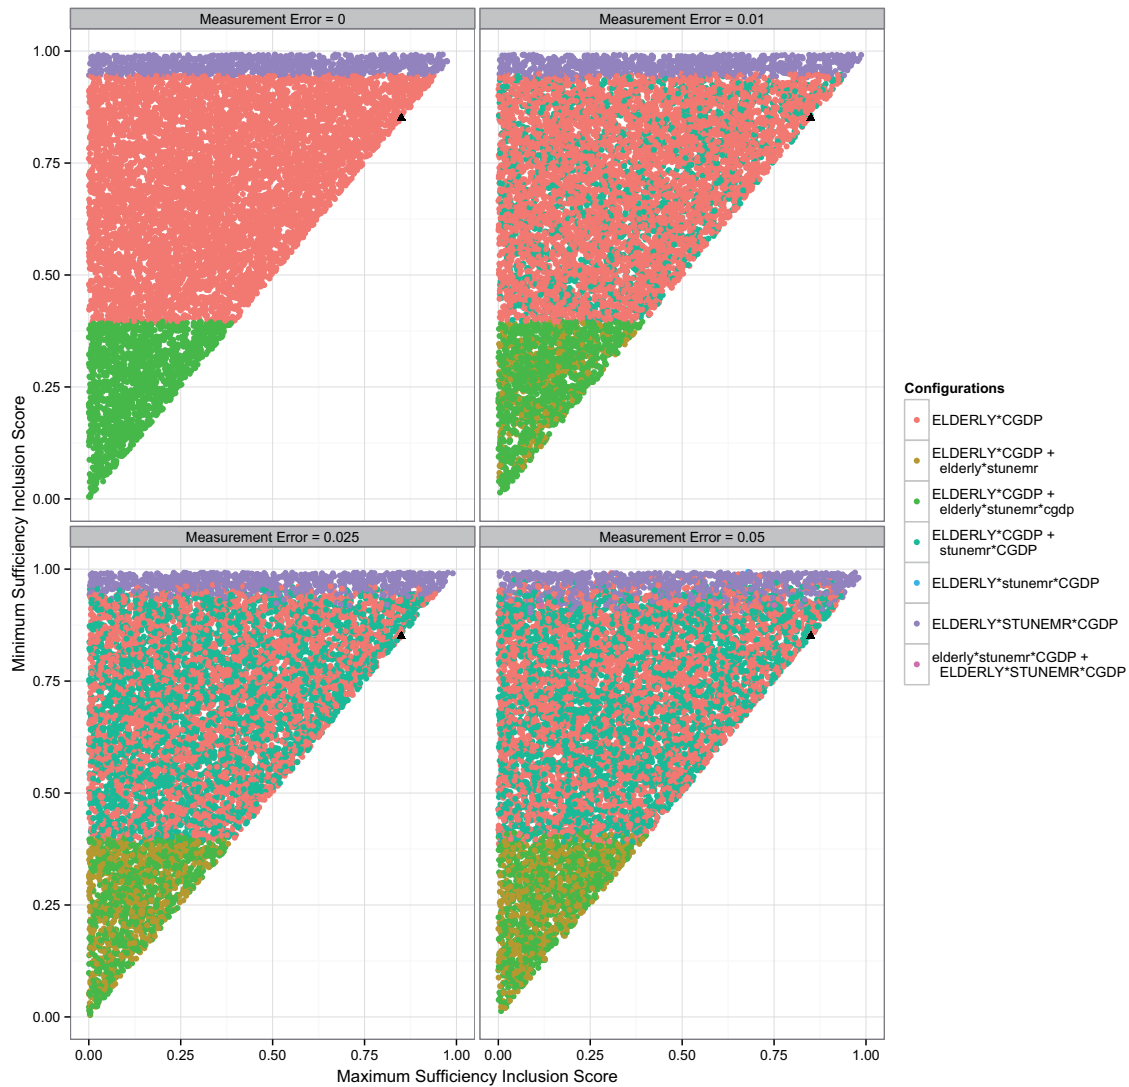 Measurement Error = 0
Measurement Error = 0.01
1.00
0.75
0.50
0.25
0.00
Measurement Error = 0.025
Measurement Error = 0.05
1.00
0.75
0.50
0.25
0.00
0.00 0.25 0.50 0.75 1.00
0.00 0.25 0.50 0.75 1.00
Maximum Sufficiency Inclusion Score
Minimum Sufficiency Inclusion Score
Configurations
ELDERLY*CGDP
ELDERLY*CGDP +
elderly*stunemr
ELDERLY*CGDP +
elderly*stunemr*cgdp
ELDERLY*CGDP +
stunemr*CGDP
ELDERLY*stunemr*CGDP
ELDERLY*STUNEMR*CGDP
elderly*stunemr*CGDP +
ELDERLY*STUNEMR*CGDP